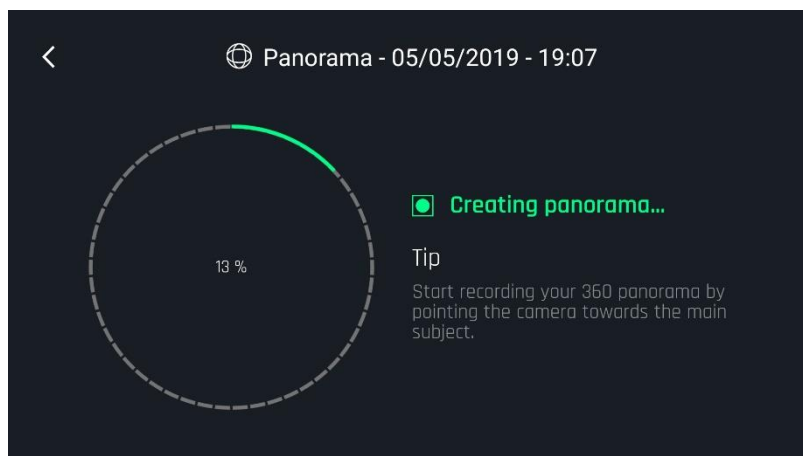 Panorama - 05/05/2019 - 19:07
13 %
Creating panorama...
Tip
Start recording your 360 panorama by
pointing the camera towards the main
subject.